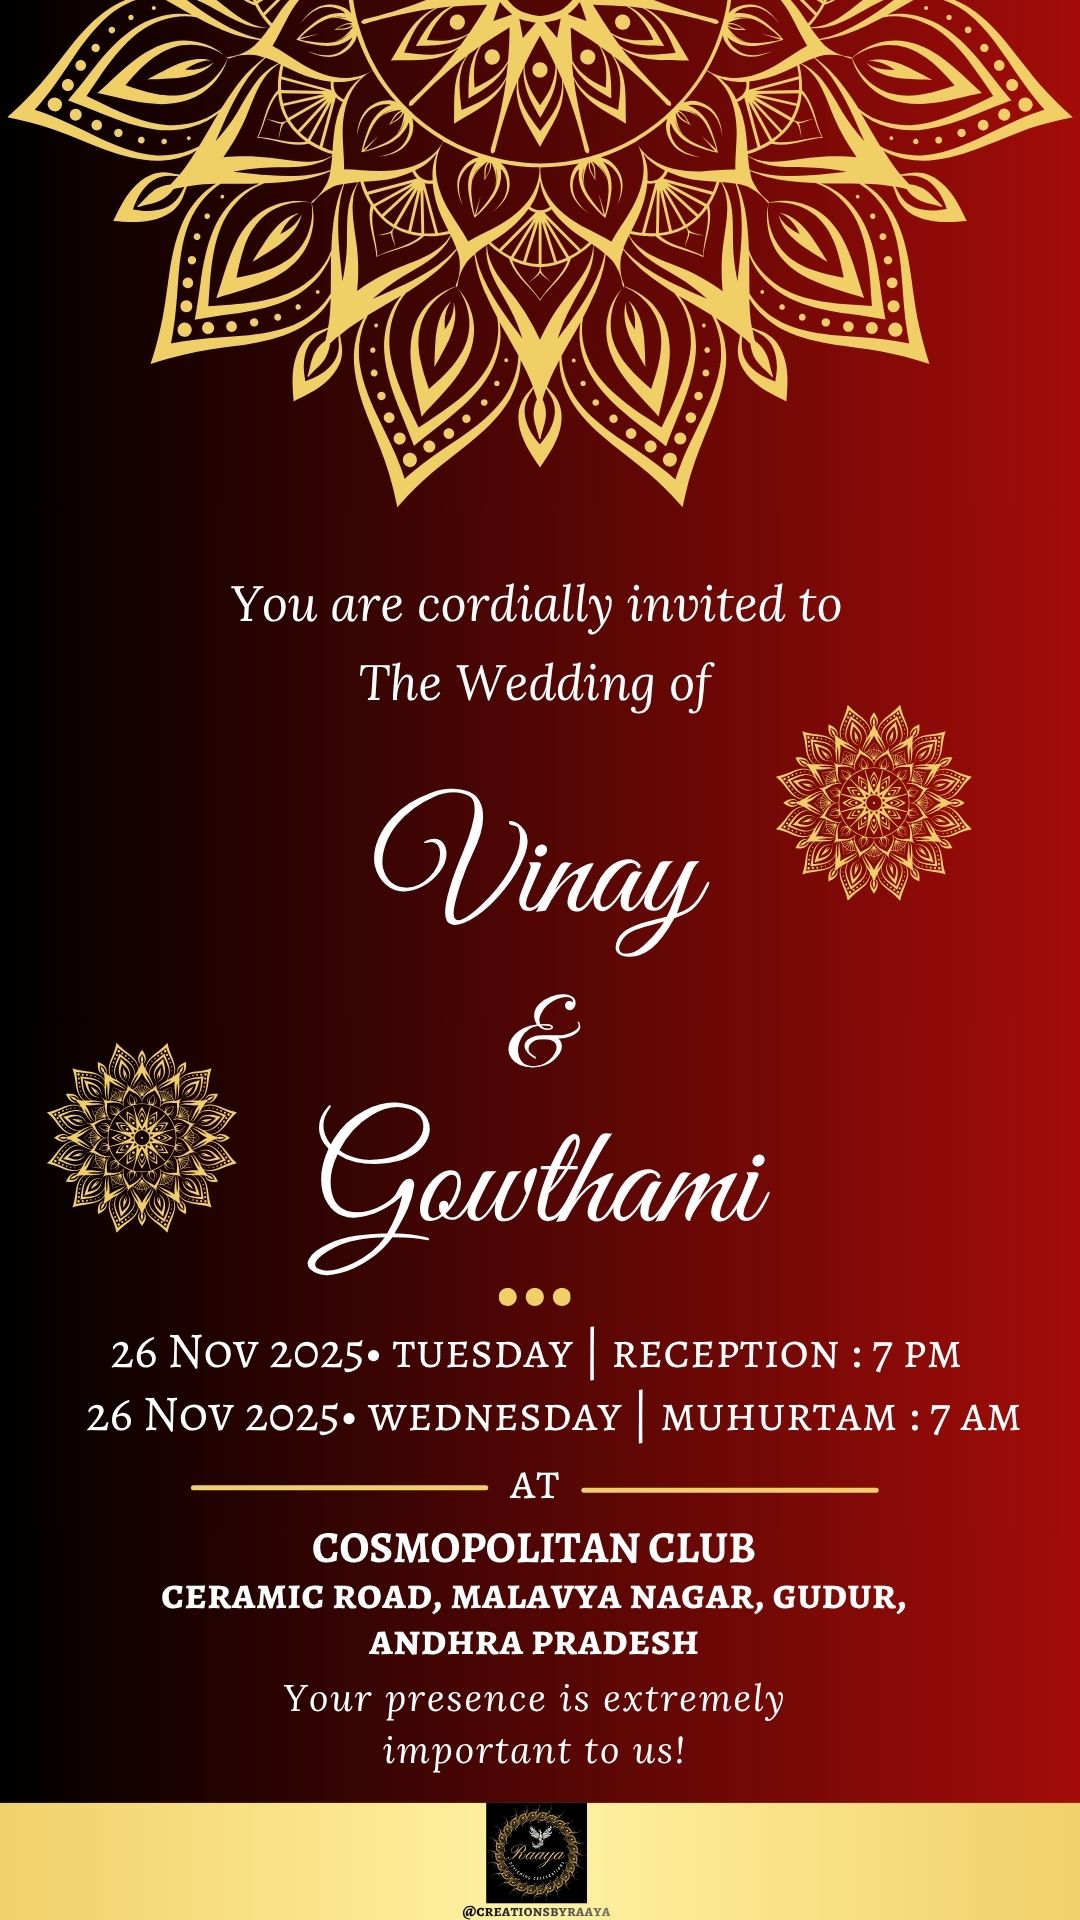 You are cordially invited to
The Wedding of
Vinay
&
Gowthami
26 Nov 2025• TUESDAY | RECEPTION : 7 PM
26 Nov 2025• WEDNESDAY | MUHURTAM : 7 AM
AT
COSMOPOLITAN CLUB
CERAMIC ROAD, MALAVYA NAGAR, GUDUR,
ANDHRA PRADESH
Your presence is extremely
important to us!
Raaya
@CREATIONSBYRAAYA